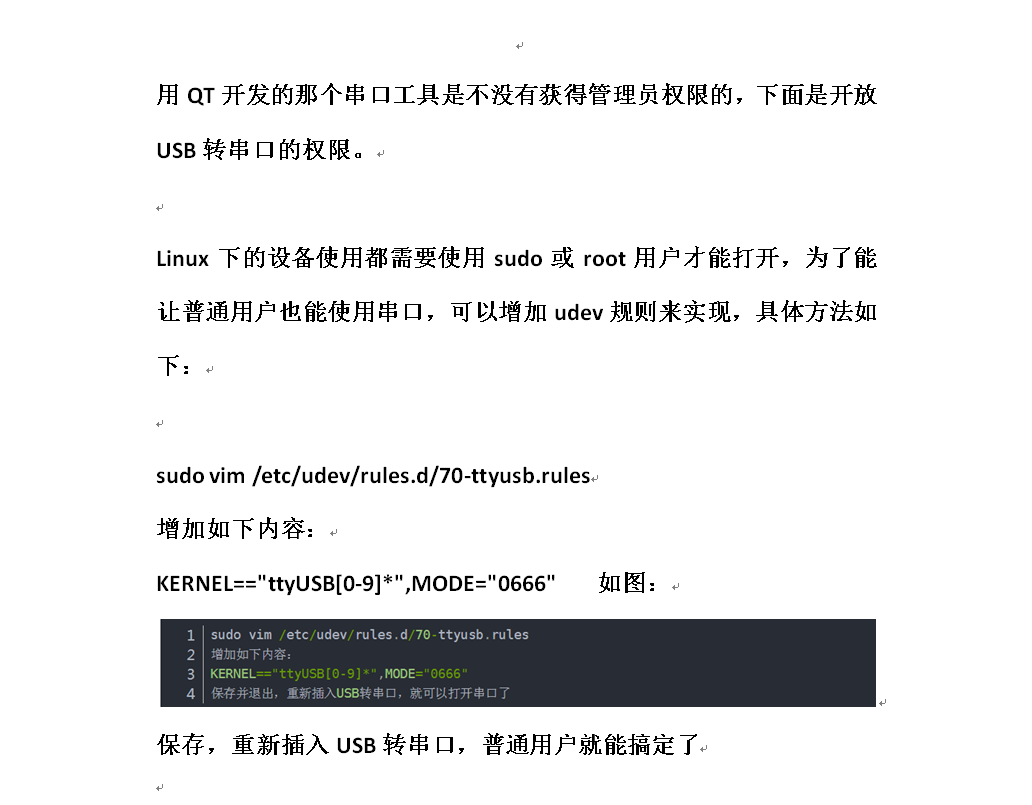 用 QT 开发的那个串口工具是不没有获得管理员权限的，下面是开放
USB 转串口的权限。
Linux 下的设备使用都需要使用 sudo 或 root 用户才能打开，为了能
让普通用户也能使用串口，可以增加 udev 规则来实现，具体方法如
下：
sudo vim /etc/udev/rules.d/70-ttyusb.rules
增加如下内容：
KERNEL=="ttyUSB[0-9]*",MODE="0666" 如图：
1 sudo vim /etc/udev/rules.d/70-ttyusb.rules
2 增加如下内容：
3 KERNEL=="ttyUSB[0-9]*",MODE="0666"
4 保存并退出，重新插入USB转串口，就可以打开串口了
保存，重新插入 USB 转串口，普通用户就能搞定了